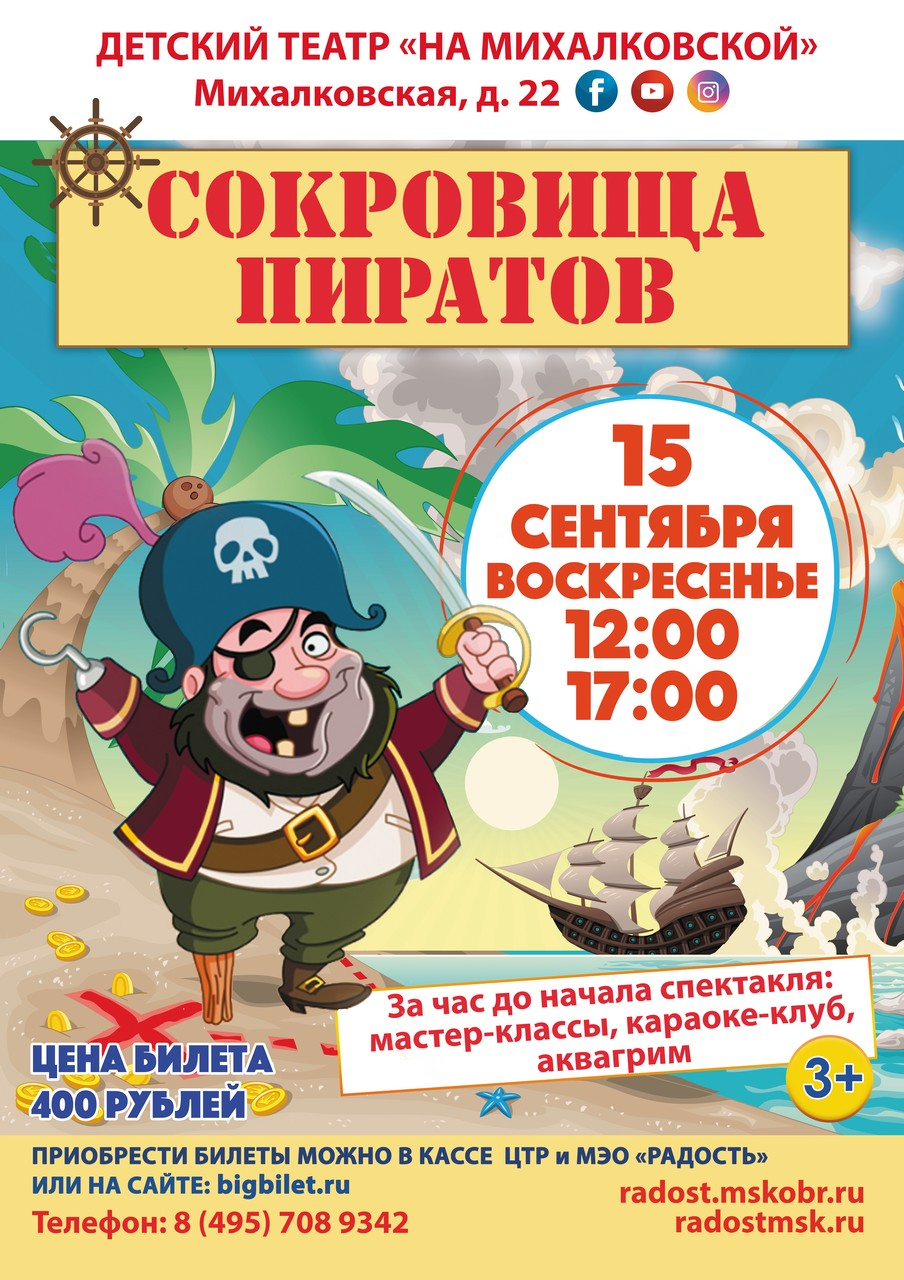 ДЕТСКИЙ ТЕАТР «НА МИХАЛКОВСКОЙ»
Михалковская, д. 22
СОКРОВИЩА
ПИРАТОВ
15
СЕНТЯБРЯ
ВОСКРЕСЕНЬЕ
12:00
17:00
За час до начала спектакля:
мастер-классы, караоке-клуб,
аквагрим
3+
ЦЕНА БИЛЕТА
400 РУБЛЕЙ
ПРИОБРЕСТИ БИЛЕТЫ МОЖНО В КАССЕ ЦТР и МЭО «РАДОСТЬ»
ИЛИ НА САЙТЕ: bigbilet.ru
Телефон: 8 (495) 708 9342
radost.mskobr.ru
radostmsk.ru